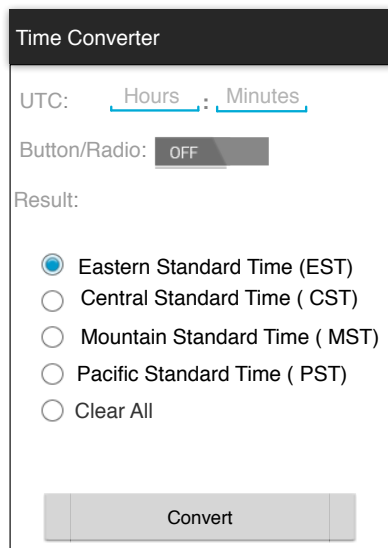 Time Converter
UTC: Hours : Minutes
Button/Radio: OFF
Result:
Eastern Standard Time (EST)
Central Standard Time ( CST)
Mountain Standard Time ( MST)
Pacific Standard Time ( PST)
Clear All
Convert